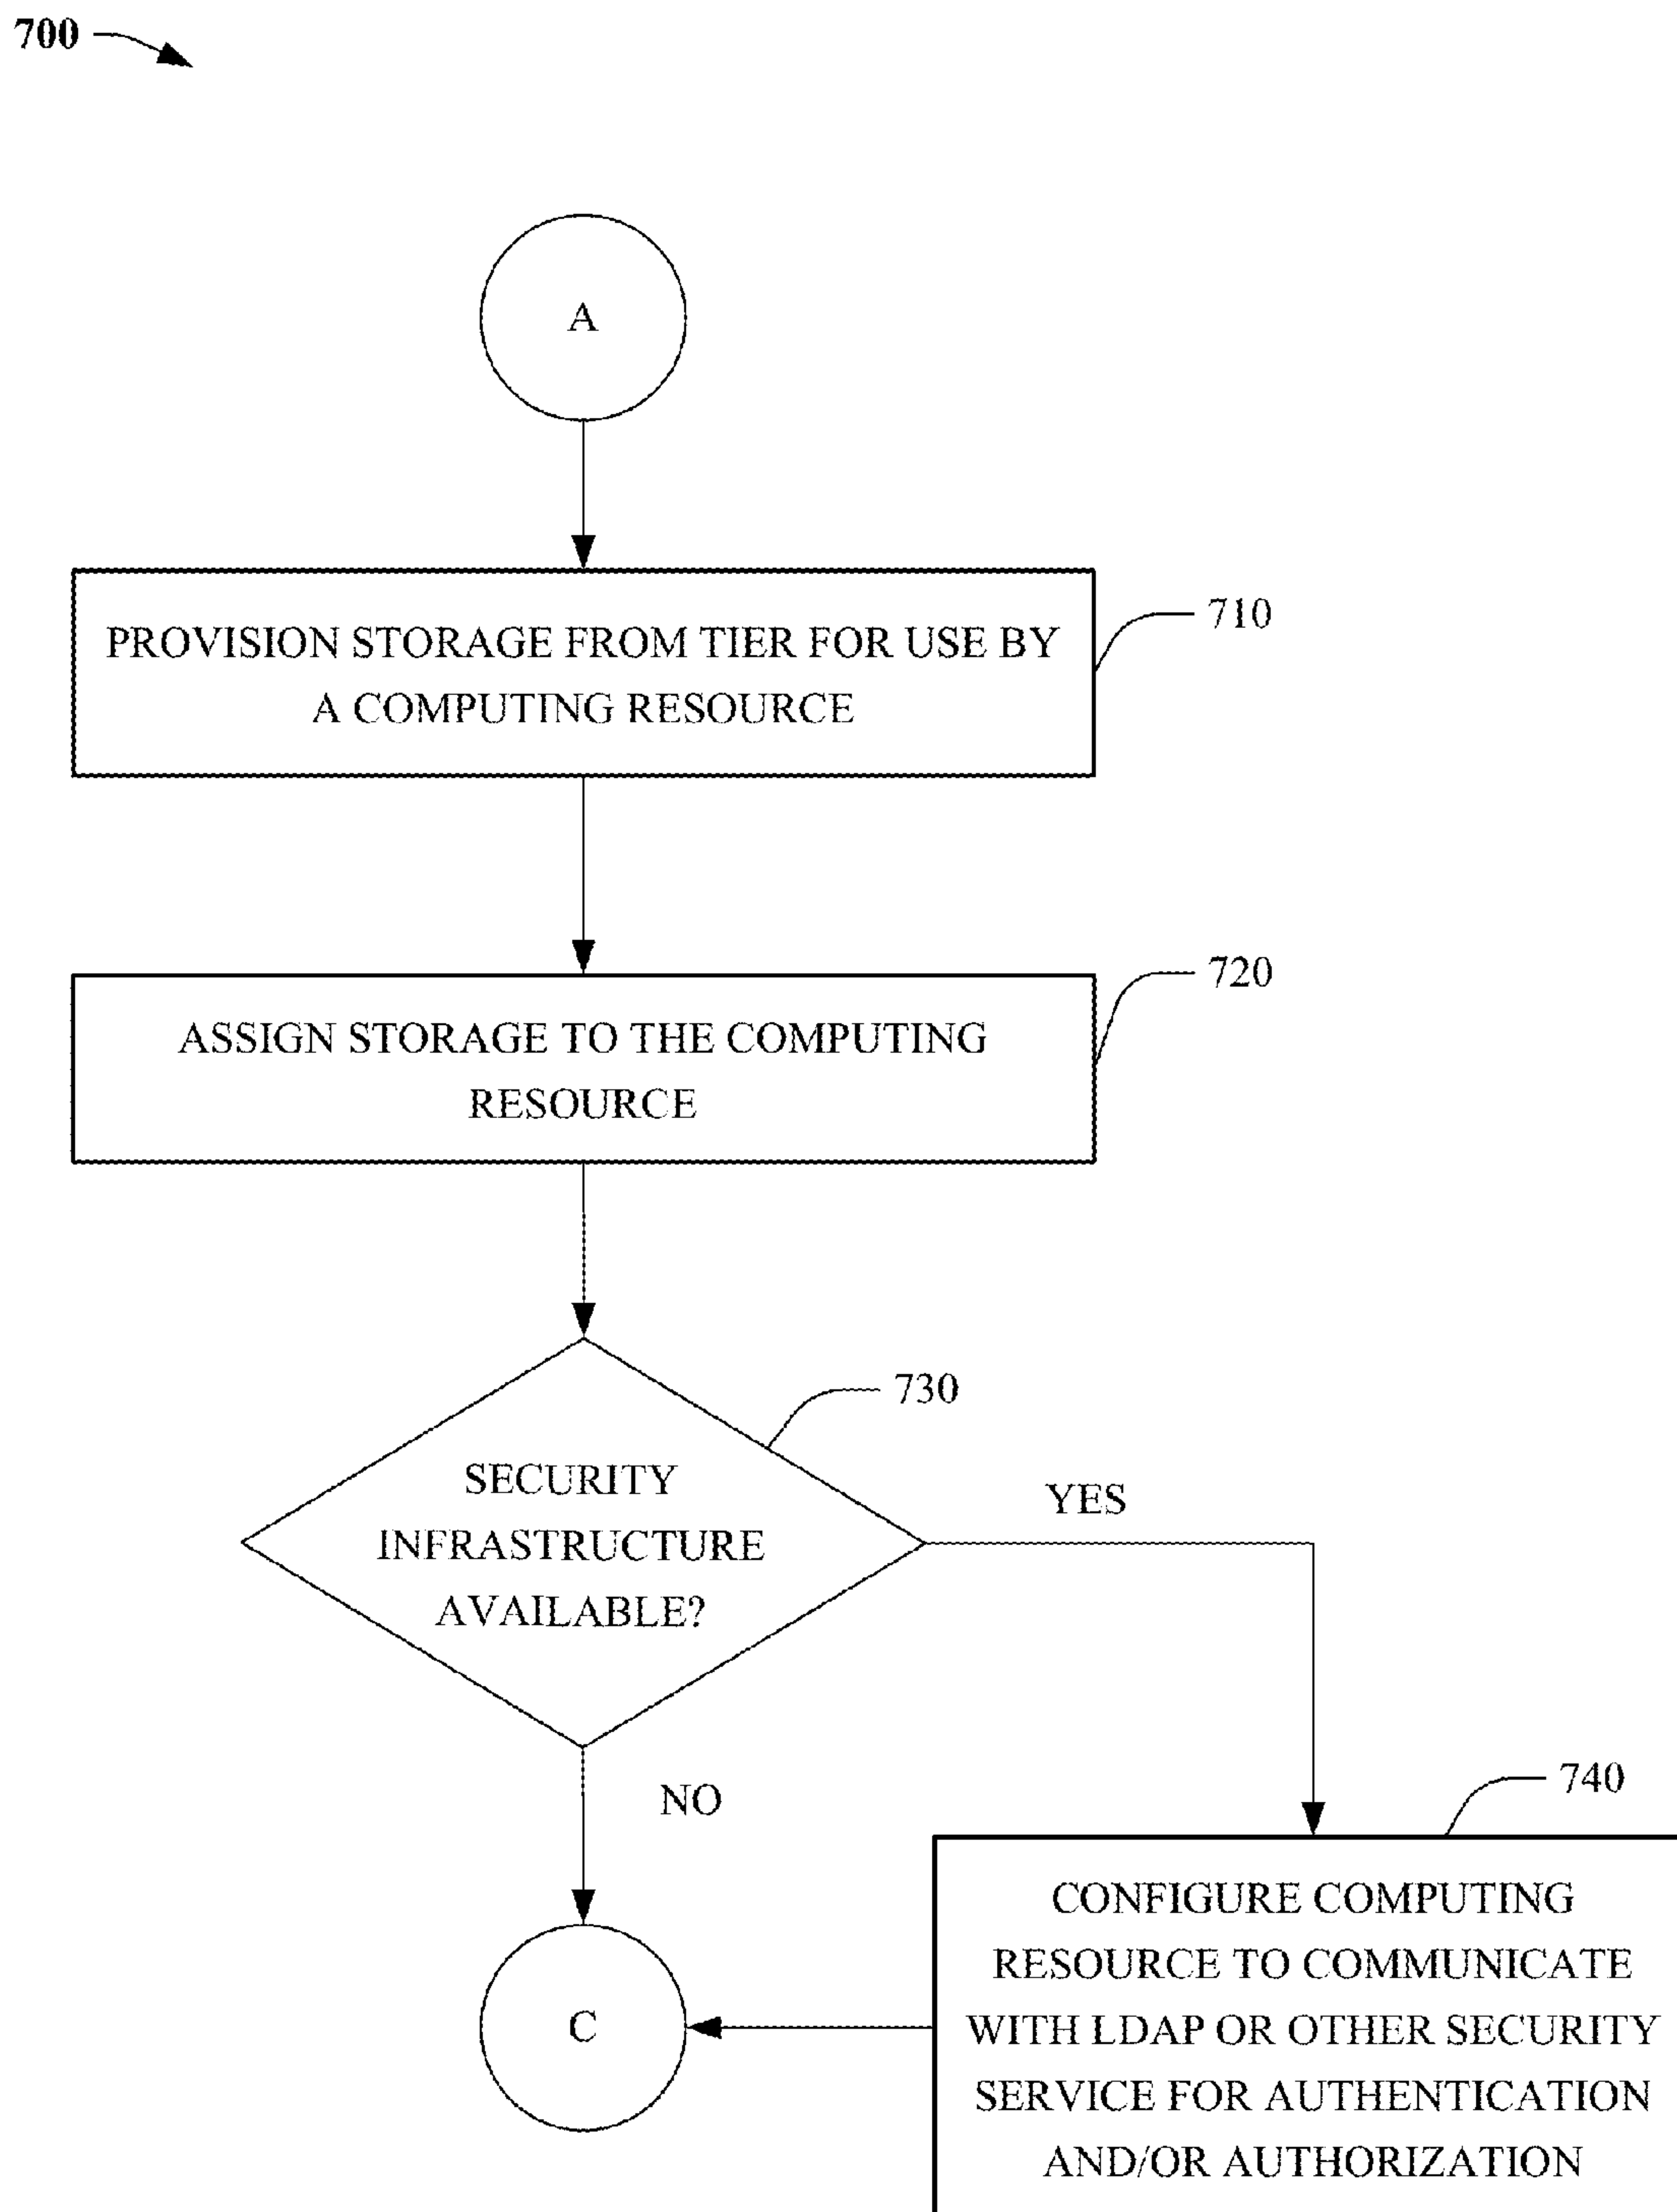 700
A
PROVISION STORAGE FROM TIER FOR USE BY
A COMPUTING RESOURCE
710
ASSIGN STORAGE TO THE COMPUTING
RESOURCE
720
730
SECURITY
INFRASTRUCTURE
AVAILABLE?
YES
NO
740
CONFIGURE COMPUTING
RESOURCE TO COMMUNICATE
WITH LDAP OR OTHER SECURITY
SERVICE FOR AUTHENTICATION
AND/OR AUTHORIZATION
C